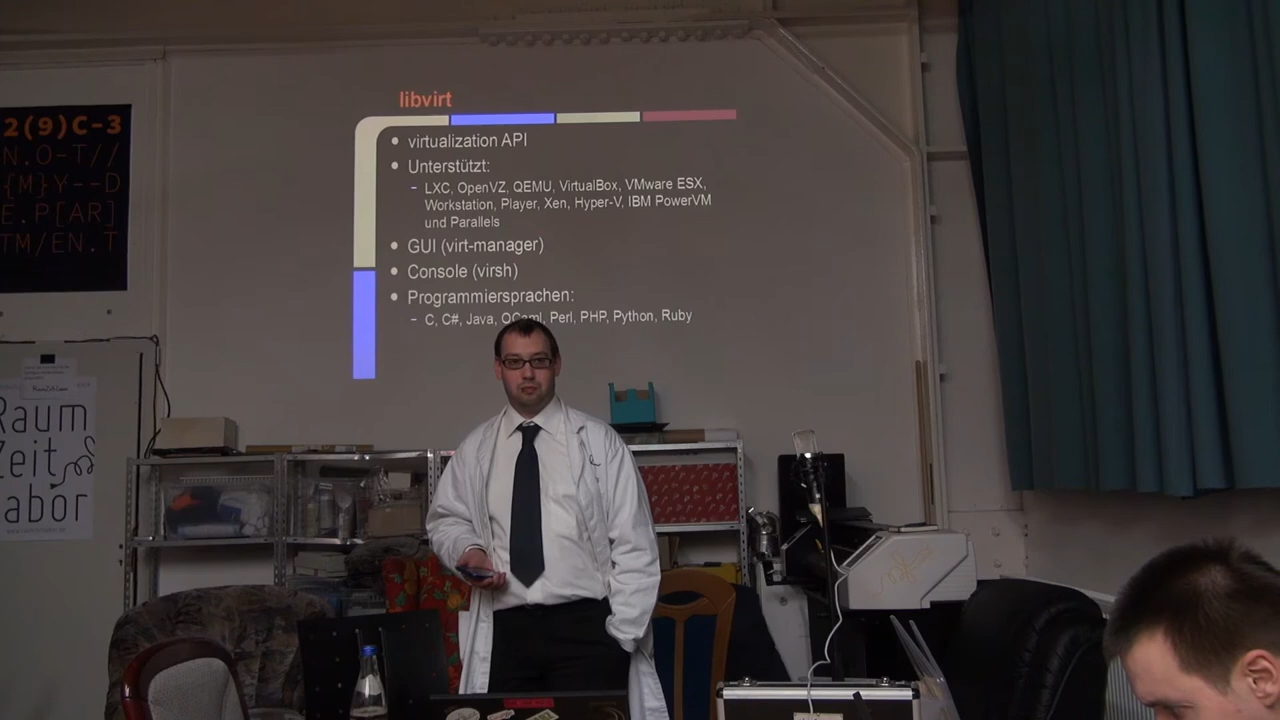 libvirt
virtualization API
Unterstützt:
LXC, OpenVZ, QEMU, VirtualBox, VMware ESX,
Workstation, Player, Xen, Hyper-V, IBM PowerVM
und Parallels
GUI (virt-manager)
Console (virsh)
Programmiersprachen:
C, C#, Java, OCaml, Perl, PHP, Python, Ruby
2(9)C-3
N.O-T//
{M}Y--D
E.P[AR]
TM/EN.T
Raum
Zeit
Labor